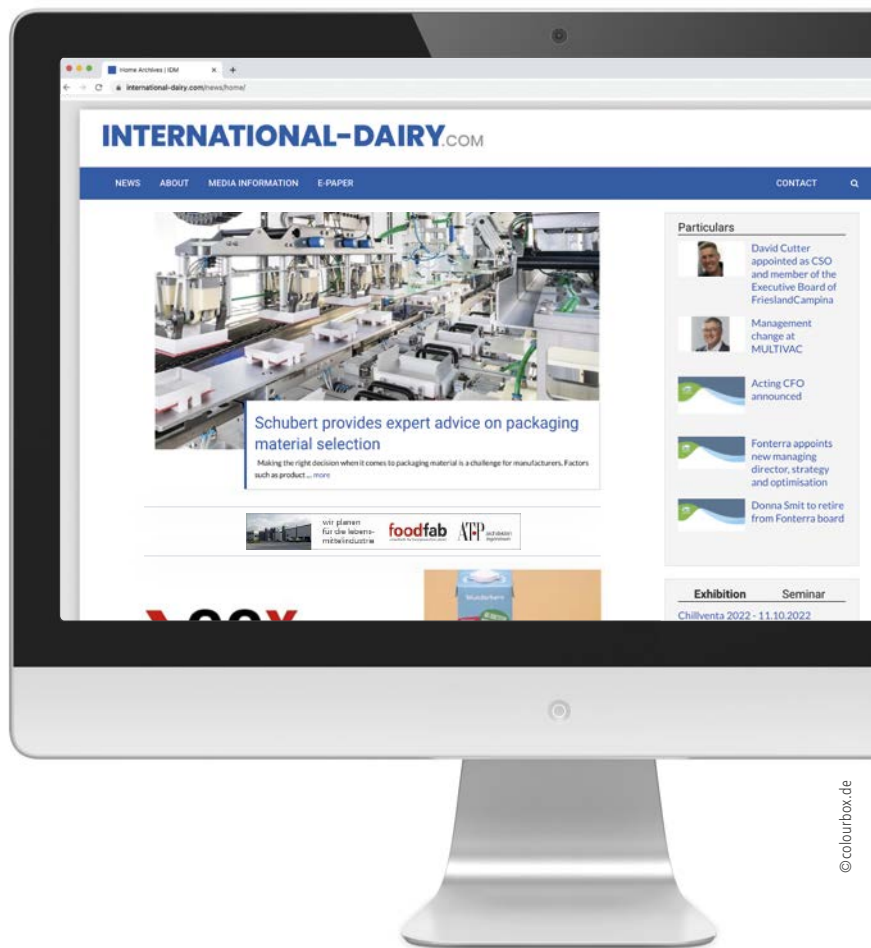 Home Archives | IDM
international-dairy.com/news/home/
INTERNATIONAL-DAIRY.COM
NEWS ABOUT MEDIA INFORMATION E-PAPER CONTACT
Schubert provides expert advice on packaging
material selection
Making the right decision when it comes to packaging material is a challenge for manufacturers. Factors
such as product ... more
wir planen
für die lebens-
mittelindustrie
foodfab
ATP
Particulars
David Cutter
appointed as CSO
and member of the
Executive Board of
FrieslandCampina
Management
change at
MULTIVAC
Acting CFO
announced
Fonterra appoints
new managing
director, strategy
and optimisation
Donna Smit to retire
from Fonterra board
Exhibition Seminar
Chillventa 2022 - 11.10.2022
©colourbox.de